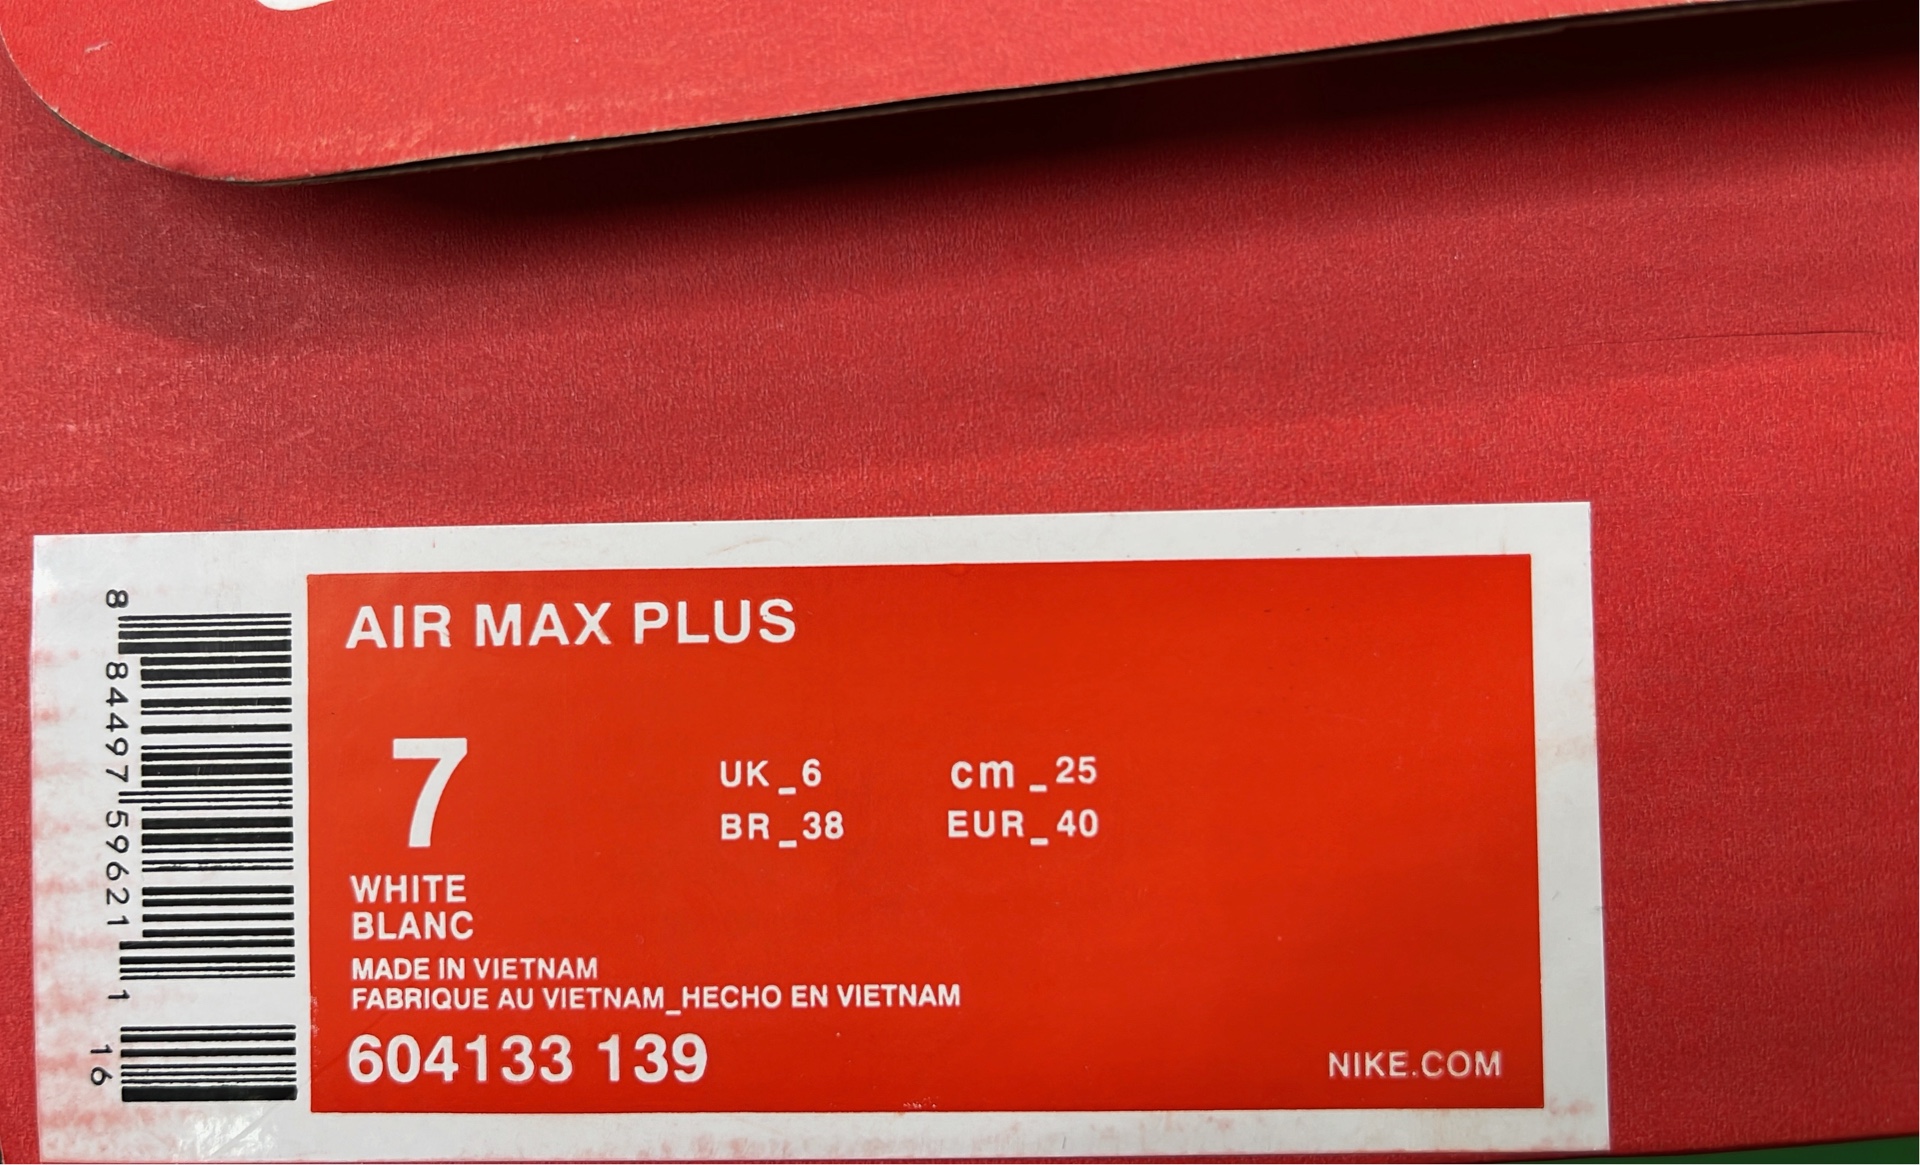 AIR MAX PLUS
7
UK_6 cm_25
BR_38 EUR_40
WHITE
BLANC
MADE IN VIETNAM
FABRIQUE AU VIETNAM_HECHO EN VIETNAM
604133 139
NIKE.COM
8 84497 59621 1 16